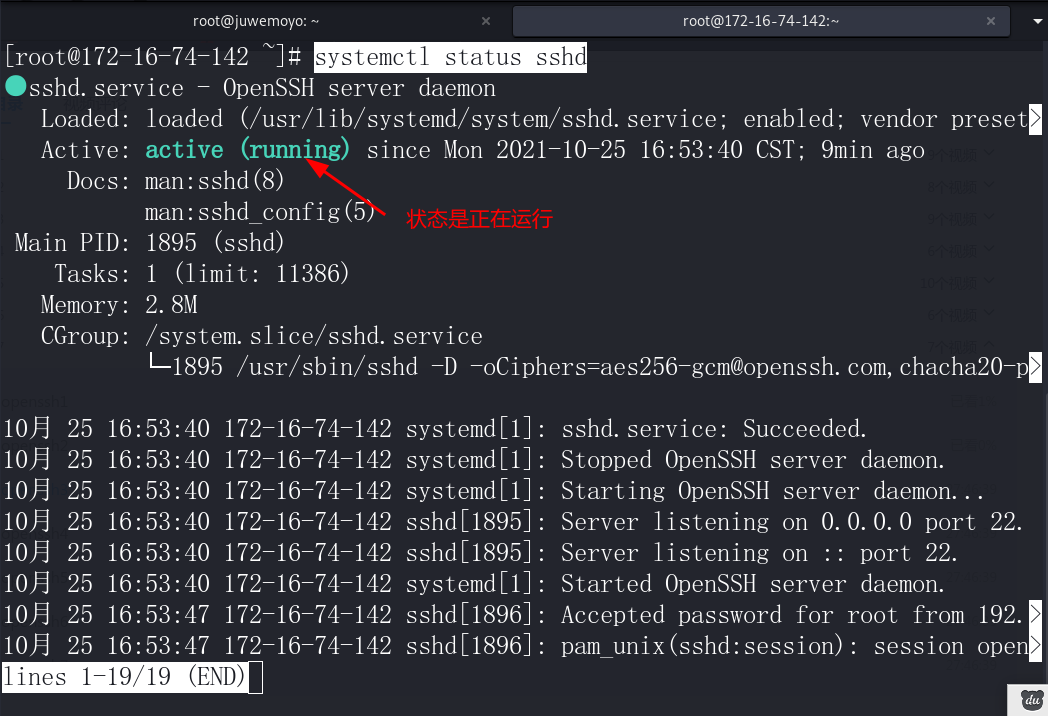 root@juwemoyo: ~ × root@172-16-74-142:~ ×
[root@172-16-74-142 ~]# systemctl status sshd
●sshd.service - OpenSSH server daemon
Loaded: loaded (/usr/lib/systemd/system/sshd.service; enabled; vendor preset>
Active: active (running) since Mon 2021-10-25 16:53:40 CST; 9min ago
Docs: man:sshd(8)
man:sshd_config(5)
状态是正在运行
Main PID: 1895 (sshd)
Tasks: 1 (limit: 11386)
Memory: 2.8M
CGroup: /system.slice/sshd.service
└─1895 /usr/sbin/sshd -D -oCiphers=aes256-gcm@openssh.com,chacha20-p>
10月 25 16:53:40 172-16-74-142 systemd[1]: sshd.service: Succeeded.
10月 25 16:53:40 172-16-74-142 systemd[1]: Stopped OpenSSH server daemon.
10月 25 16:53:40 172-16-74-142 systemd[1]: Starting OpenSSH server daemon...
10月 25 16:53:40 172-16-74-142 sshd[1895]: Server listening on 0.0.0.0 port 22.
10月 25 16:53:40 172-16-74-142 sshd[1895]: Server listening on :: port 22.
10月 25 16:53:40 172-16-74-142 systemd[1]: Started OpenSSH server daemon.
10月 25 16:53:47 172-16-74-142 sshd[1896]: Accepted password for root from 192.>
10月 25 16:53:47 172-16-74-142 sshd[1896]: pam_unix(sshd:session): session open>
lines 1-19/19 (END)
du